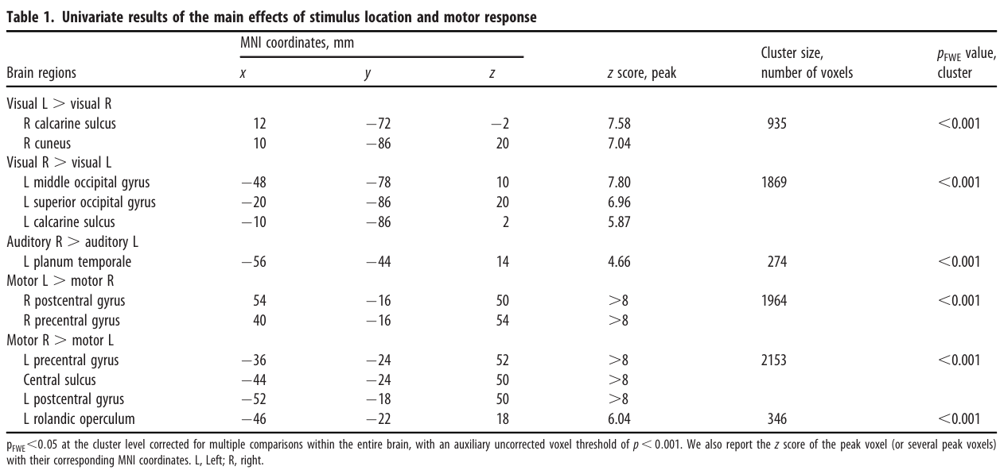 Table 1. Univariate results of the main effects of stimulus location and motor response
MNI coordinates, mm
Brain regions x y z z score, peak Cluster size, number of voxels pFWE value, cluster
Visual L > visual R
R calcarine sulcus 12 −72 −2 7.58 935 <0.001
R cuneus 10 −86 20 7.04
Visual R > visual L
L middle occipital gyrus −48 −78 10 7.80 1869 <0.001
L superior occipital gyrus −20 −86 20 6.96
L calcarine sulcus −10 −86 2 5.87
Auditory R > auditory L
L planum temporale −56 −44 14 4.66 274 <0.001
Motor L > motor R
R postcentral gyrus 54 −16 50 >8 1964 <0.001
R precentral gyrus 40 −16 54 >8
Motor R > motor L
L precentral gyrus −36 −24 52 >8 2153 <0.001
Central sulcus −44 −24 50 >8
L postcentral gyrus −52 −18 50 >8
L rolandic operculum −46 −22 18 6.04 346 <0.001
pFWE<0.05 at the cluster level corrected for multiple comparisons within the entire brain, with an auxiliary uncorrected voxel threshold of p < 0.001. We also report the z score of the peak voxel (or several peak voxels)
with their corresponding MNI coordinates. L, Left; R, right.